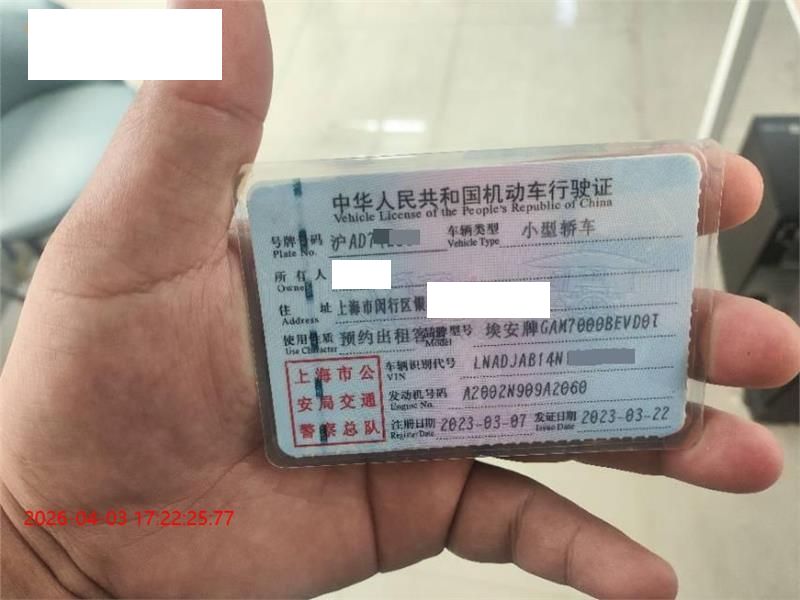 中华人民共和国机动车行驶证
Vehicle License of the People's Republic of China
号牌号码 沪AD7 车辆类型 小型轿车
Plate No. Vehicle Type
所有人
Owner
住址 上海市闵行区银
Address
使用性质 预约出租客 品牌型号 埃安牌GAM7000BEVD0T
Use Character Model
车辆识别代号 LNADJAB14N
VIN
发动机号码 A2002N909A2060
Engine No.
注册日期 2023-03-07 发证日期 2023-03-22
Register Date Issue Date
上海市公
安局交通
警察总队
2026-04-03 17:22:25:77